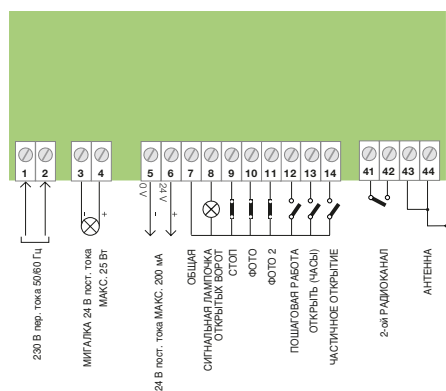 1 2 3 4 5 6 7 8 9 10 11 12 13 14 41 42 43 44
0 V
24 V
- +
- +
230 В пер. тока 50/60 Гц
МИГАЛКА 24 В пост. тока
МАКС. 25 Вт
24 В пост. тока МАКС. 200 мА
ОБЩАЯ
СИГНАЛЬНАЯ ЛАМПОЧКА
ОТКРЫТЫХ ВОРОТ
СТОП
ФОТО
ФОТО 2
ПОШАГОВАЯ РАБОТА
ОТКРЫТЬ (ЧАСЫ)
ЧАСТИЧНОЕ ОТКРЫТИЕ
2-ой РАДИОКАНАЛ
АНТЕННА